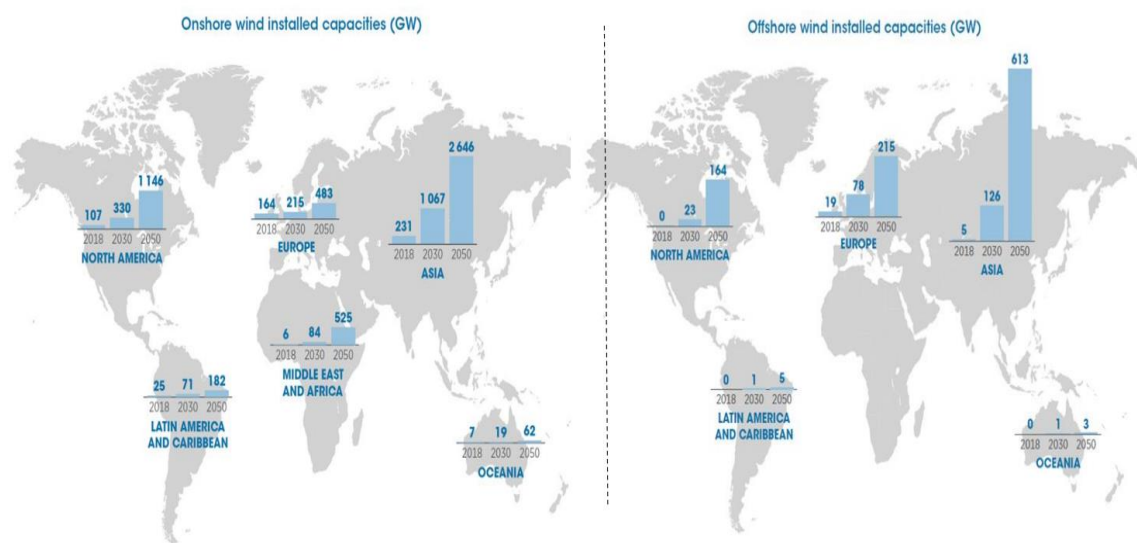 Onshore wind installed capacities (GW)
107 330 1 146
2018 2030 2050
NORTH AMERICA
164 215 483
2018 2030 2050
EUROPE
231 1 067 2 646
2018 2030 2050
ASIA
6 84 525
2018 2030 2050
MIDDLE EAST
AND AFRICA
25 71 182
2018 2030 2050
LATIN AMERICA
AND CARIBBEAN
7 19 62
2018 2030 2050
OCEANIA
Offshore wind installed capacities (GW)
0 23 164
2018 2030 2050
NORTH AMERICA
19 78 215
2018 2030 2050
EUROPE
5 126 613
2018 2030 2050
ASIA
0 1 5
2018 2030 2050
LATIN AMERICA
AND CARIBBEAN
0 1 3
2018 2030 2050
OCEANIA